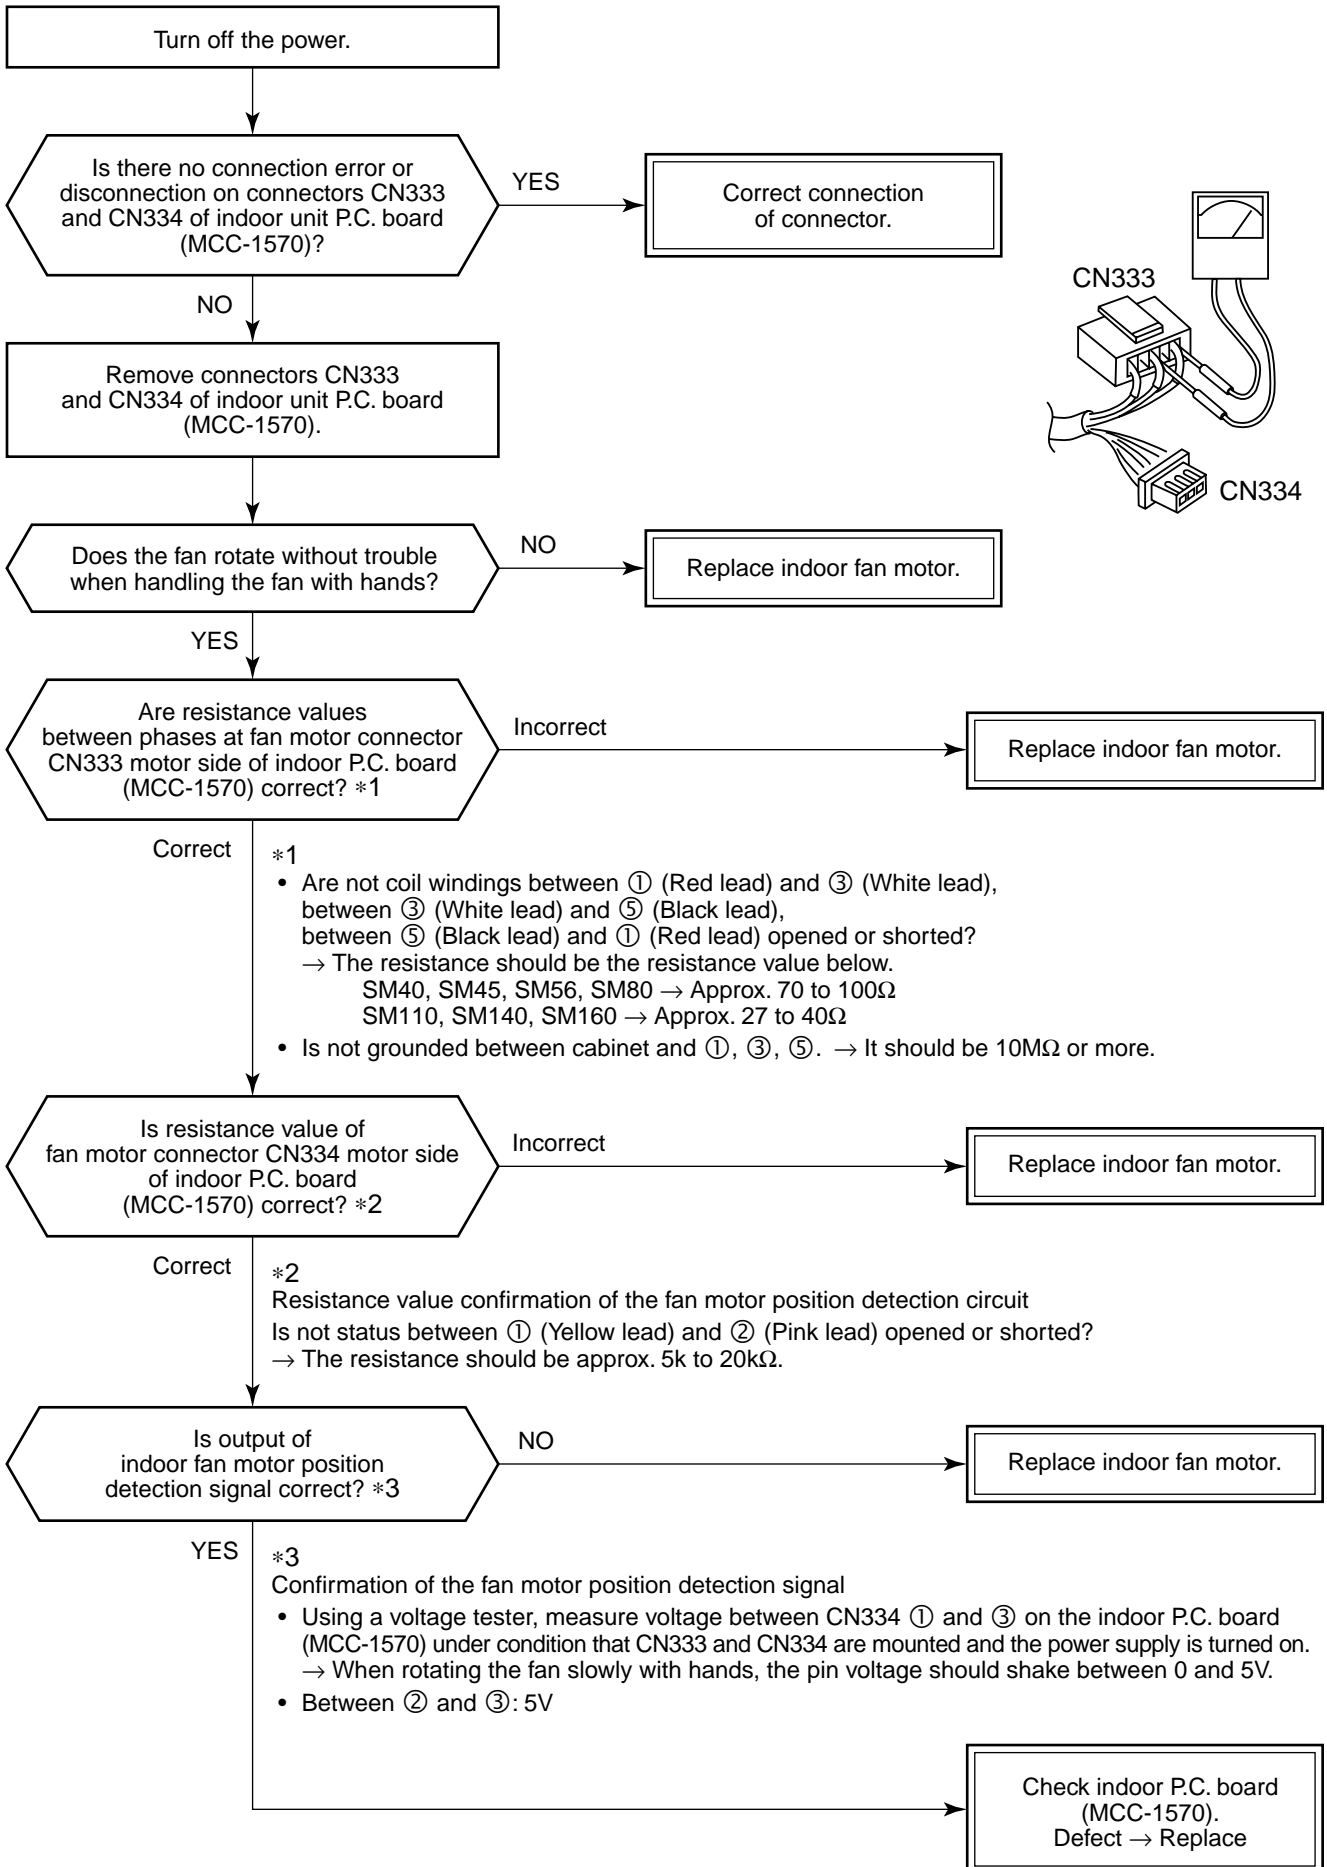 Turn off the power.
Is there no connection error or
disconnection on connectors CN333
and CN334 of indoor unit P.C. board
(MCC-1570)?
YES
Correct connection
of connector.
CN333
CN334
NO
Remove connectors CN333
and CN334 of indoor unit P.C. board
(MCC-1570).
Does the fan rotate without trouble
when handling the fan with hands?
NO
Replace indoor fan motor.
YES
Are resistance values
between phases at fan motor connector
CN333 motor side of indoor P.C. board
(MCC-1570) correct? *1
Incorrect
Replace indoor fan motor.
Correct
*1
• Are not coil windings between ① (Red lead) and ③ (White lead),
between ③ (White lead) and ⑤ (Black lead),
between ⑤ (Black lead) and ① (Red lead) opened or shorted?
→ The resistance should be the resistance value below.
SM40, SM45, SM56, SM80 → Approx. 70 to 100Ω
SM110, SM140, SM160 → Approx. 27 to 40Ω
• Is not grounded between cabinet and ①, ③, ⑤. → It should be 10MΩ or more.
Is resistance value of
fan motor connector CN334 motor side
of indoor P.C. board
(MCC-1570) correct? *2
Incorrect
Replace indoor fan motor.
Correct
*2
Resistance value confirmation of the fan motor position detection circuit
Is not status between ① (Yellow lead) and ② (Pink lead) opened or shorted?
→ The resistance should be approx. 5k to 20kΩ.
Is output of
indoor fan motor position
detection signal correct? *3
NO
Replace indoor fan motor.
YES
*3
Confirmation of the fan motor position detection signal
• Using a voltage tester, measure voltage between CN334 ① and ③ on the indoor P.C. board
(MCC-1570) under condition that CN333 and CN334 are mounted and the power supply is turned on.
→ When rotating the fan slowly with hands, the pin voltage should shake between 0 and 5V.
• Between ② and ③: 5V
Check indoor P.C. board
(MCC-1570).
Defect → Replace